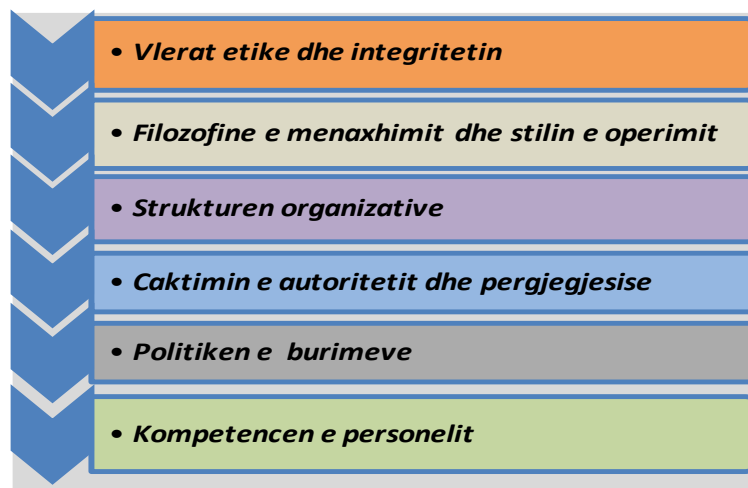 • Vlerat etike dhe integritetin
• Filozofine e menaxhimit dhe stilin e operimit
• Strukturen organizative
• Caktimin e autoritetit dhe pergjegjesise
• Politiken e burimeve
• Kompetencen e personelit